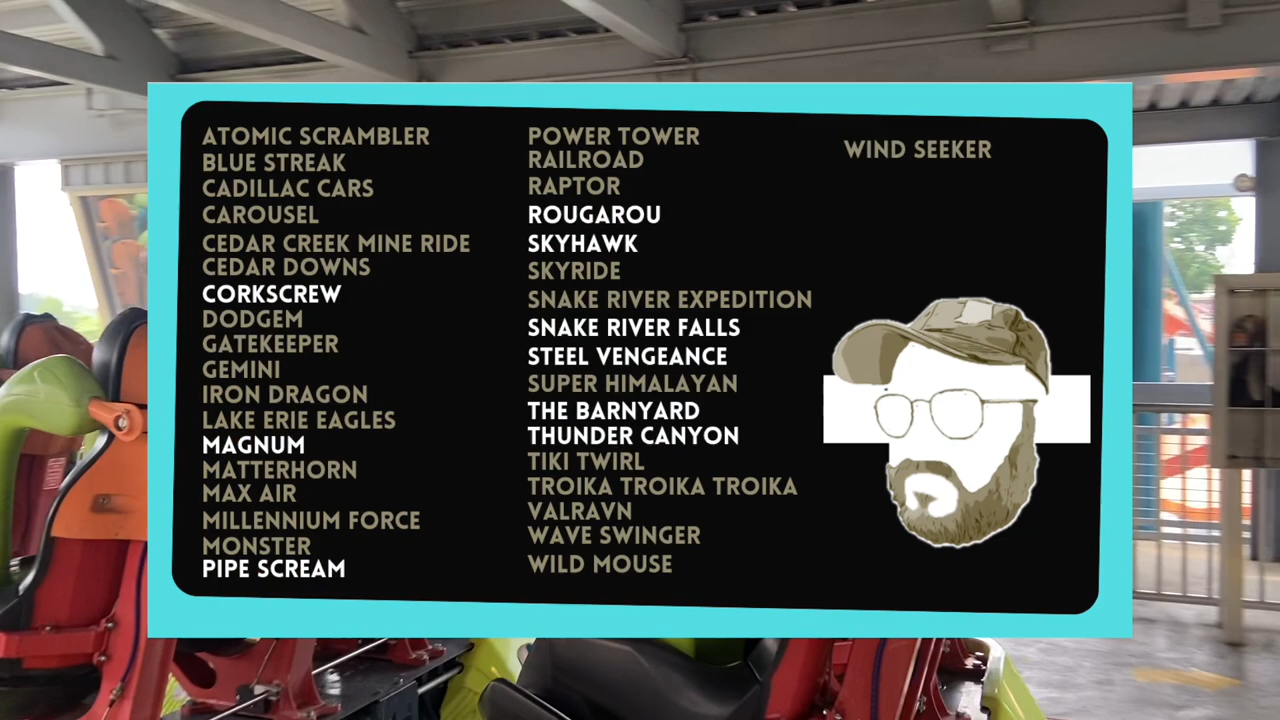 ATOMIC SCRAMBLER
BLUE STREAK
CADILLAC CARS
CAROUSEL
CEDAR CREEK MINE RIDE
CEDAR DOWNS
CORKSCREW
DODGEM
GATEKEEPER
GEMINI
IRON DRAGON
LAKE ERIE EAGLES
MAGNUM
MATTERHORN
MAX AIR
MILLENNIUM FORCE
MONSTER
PIPE SCREAM
POWER TOWER
RAILROAD
RAPTOR
ROUGAROU
SKYHAWK
SKYRIDE
SNAKE RIVER EXPEDITION
SNAKE RIVER FALLS
STEEL VENGEANCE
SUPER HIMALAYAN
THE BARNYARD
THUNDER CANYON
TIKI TWIRL
TROIKA TROIKA TROIKA
VALRAVN
WAVE SWINGER
WILD MOUSE
WIND SEEKER